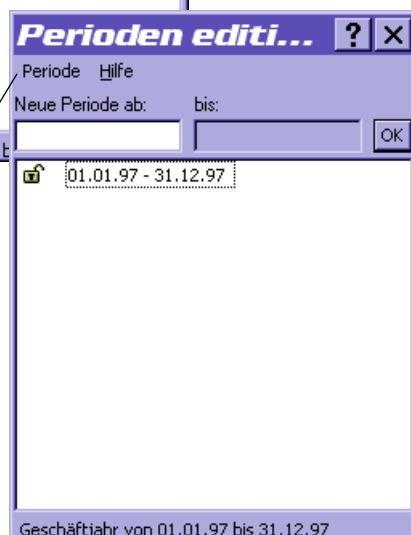 Perioden editi...
Periode Hilfe
Neue Periode ab: bis:
OK
01.01.97 - 31.12.97
Geschäftjahr von 01.01.97 bis 31.12.97